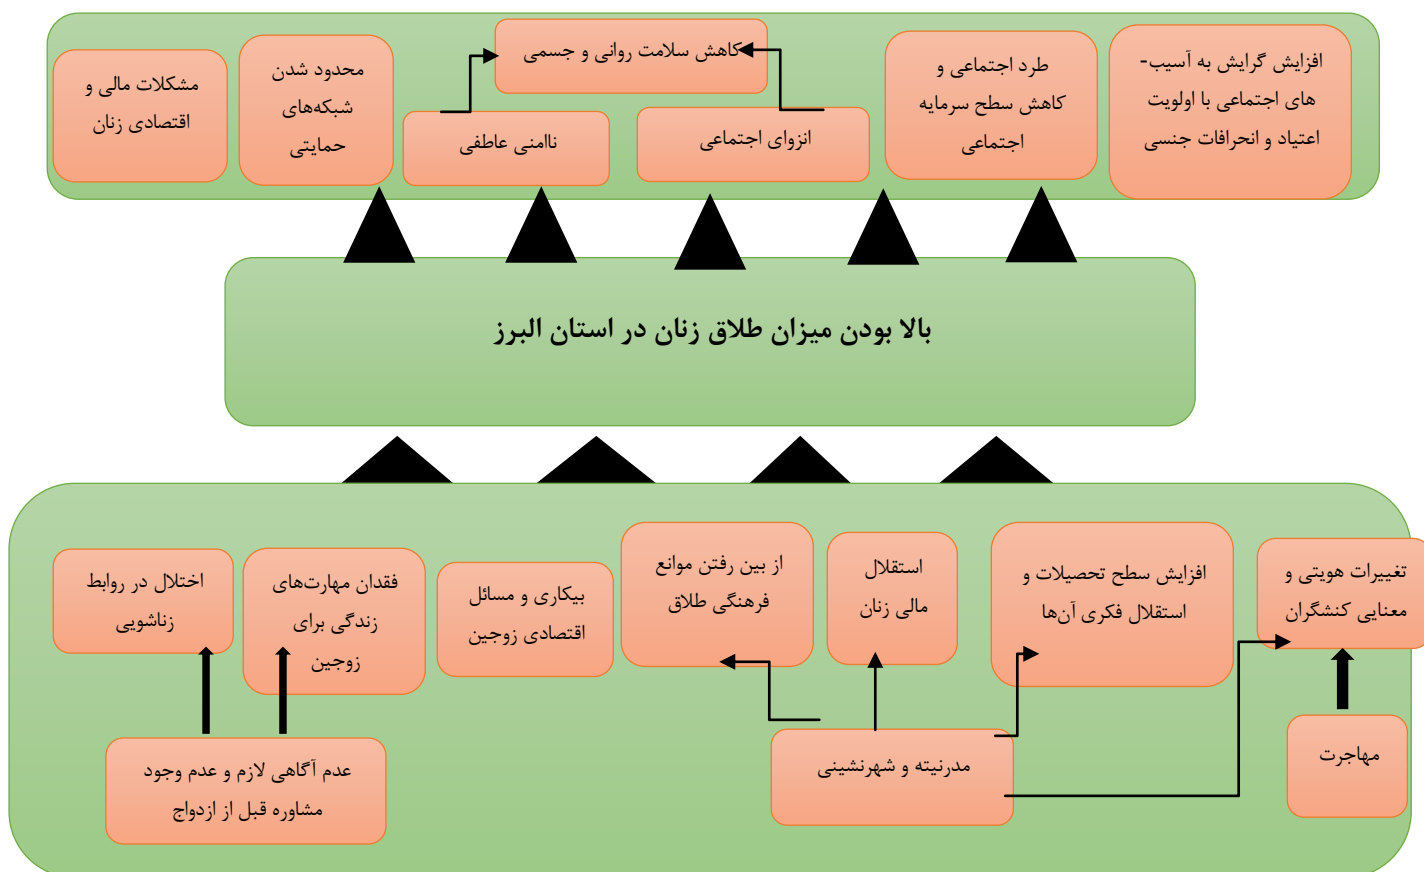 افزایش گرایش به آسیب-
های اجتماعی با اولویت
اعتیاد و انحرافات جنسی
طرد اجتماعی و
کاهش سطح سرمایه
اجتماعی
کاهش سلامت روانی و جسمی
انزوای اجتماعی
ناامنی عاطفی
محدود شدن
شبکه‌های
حمایتی
مشکلات مالی و
اقتصادی زنان
بالا بودن میزان طلاق زنان در استان البرز
تغییرات هویتی و
معنایی کنشگران
افزایش سطح تحصیلات و
استقلال فکری آن‌ها
استقلال
مالی زنان
از بین رفتن موانع
فرهنگی طلاق
بیکاری و مسائل
اقتصادی زوجین
فقدان مهارت‌های
زندگی برای
زوجین
اختلال در روابط
زناشویی
مهاجرت
مدرنیته و شهرنشینی
عدم آگاهی لازم و عدم وجود
مشاوره قبل از ازدواج